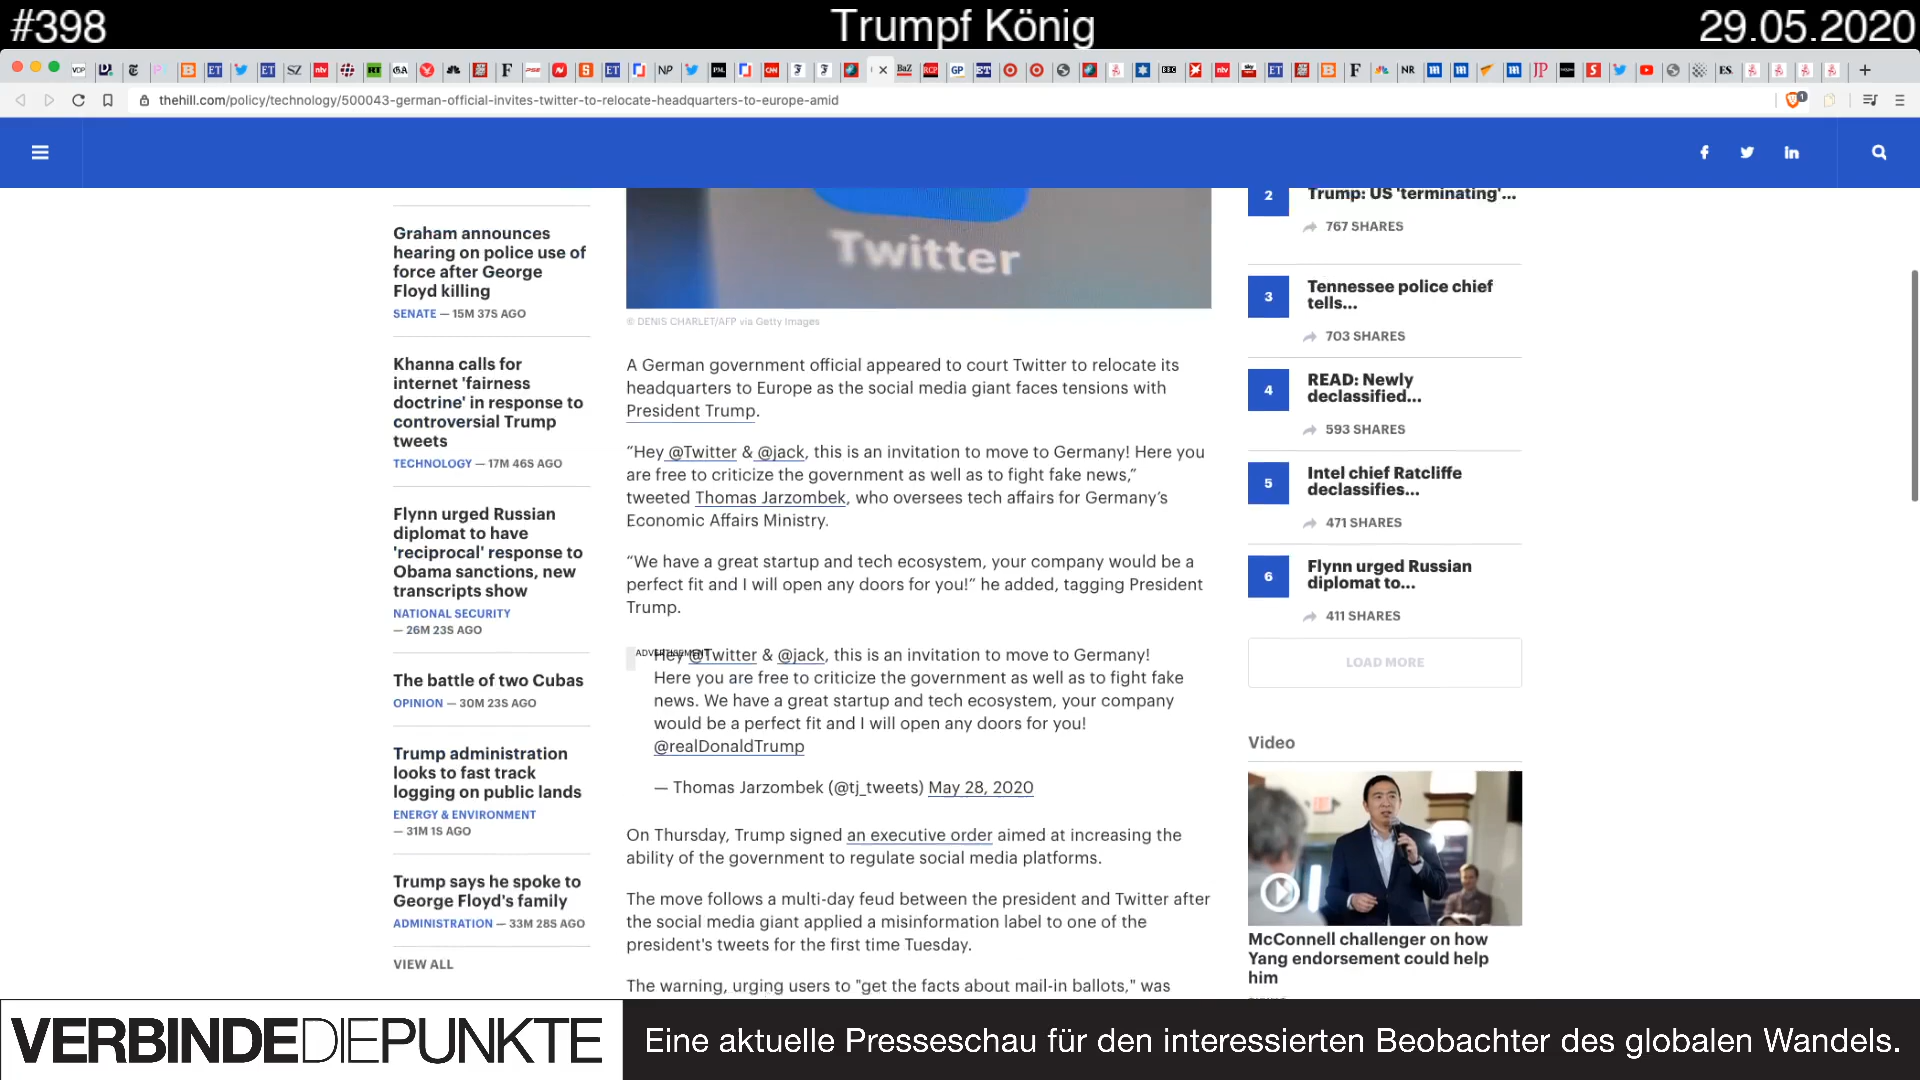 #398
Trumpf König
29.05.2020
thehill.com/policy/technology/500043-german-official-invites-twitter-to-relocate-headquarters-to-europe-amid
Graham announces
hearing on police use of
force after George
Floyd killing
SENATE — 15M 37S AGO
Khanna calls for
internet 'fairness
doctrine' in response to
controversial Trump
tweets
TECHNOLOGY — 17M 46S AGO
Flynn urged Russian
diplomat to have
'reciprocal' response to
Obama sanctions, new
transcripts show
NATIONAL SECURITY
— 26M 23S AGO
The battle of two Cubas
OPINION — 30M 23S AGO
Trump administration
looks to fast track
logging on public lands
ENERGY & ENVIRONMENT
— 31M 1S AGO
Trump says he spoke to
George Floyd's family
ADMINISTRATION — 33M 28S AGO
VIEW ALL
Twitter
© DENIS CHARLET/AFP via Getty Images
A German government official appeared to court Twitter to relocate its
headquarters to Europe as the social media giant faces tensions with
President Trump.
“Hey @Twitter & @jack, this is an invitation to move to Germany! Here you
are free to criticize the government as well as to fight fake news,”
tweeted Thomas Jarzombek, who oversees tech affairs for Germany’s
Economic Affairs Ministry.
“We have a great startup and tech ecosystem, your company would be a
perfect fit and I will open any doors for you!” he added, tagging President
Trump.
ADVERTISEMENT
Hey @Twitter & @jack, this is an invitation to move to Germany!
Here you are free to criticize the government as well as to fight fake
news. We have a great startup and tech ecosystem, your company
would be a perfect fit and I will open any doors for you!
@realDonaldTrump
— Thomas Jarzombek (@tj_tweets) May 28, 2020
On Thursday, Trump signed an executive order aimed at increasing the
ability of the government to regulate social media platforms.
The move follows a multi-day feud between the president and Twitter after
the social media giant applied a misinformation label to one of the
president's tweets for the first time Tuesday.
The warning, urging users to "get the facts about mail-in ballots," was
2
Trump: US 'terminating'...
767 SHARES
3
Tennessee police chief
tells...
703 SHARES
4
READ: Newly
declassified...
593 SHARES
5
Intel chief Ratcliffe
declassifies...
471 SHARES
6
Flynn urged Russian
diplomat to...
411 SHARES
LOAD MORE
Video
McConnell challenger on how
Yang endorsement could help
him
VERBINDEDIEPUNKTE
Eine aktuelle Presseschau für den interessierten Beobachter des globalen Wandels.